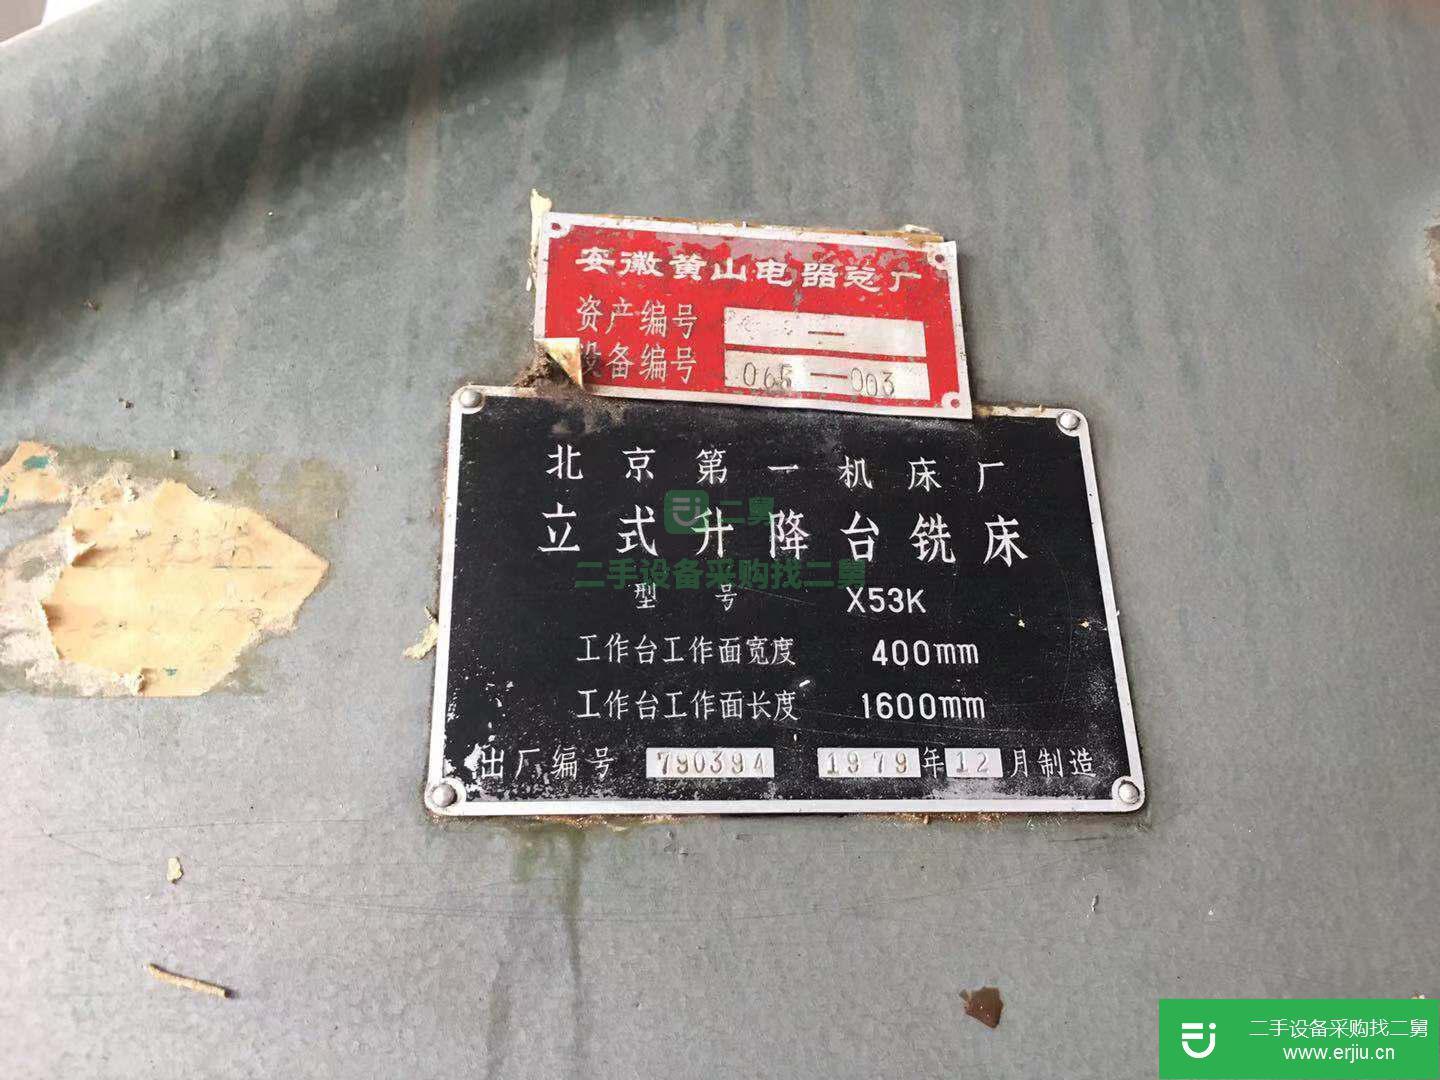 安徽黄山电器总厂
资产编号 —
设备编号 065—003
北京第一机床厂
立式升降台铣床
二舅
二手设备采购找二舅
型号 X53K
工作台工作面宽度 400mm
工作台工作面长度 1600mm
出厂编号 790394 1979年12月制造
二手设备采购找二舅
www.erjiu.cn